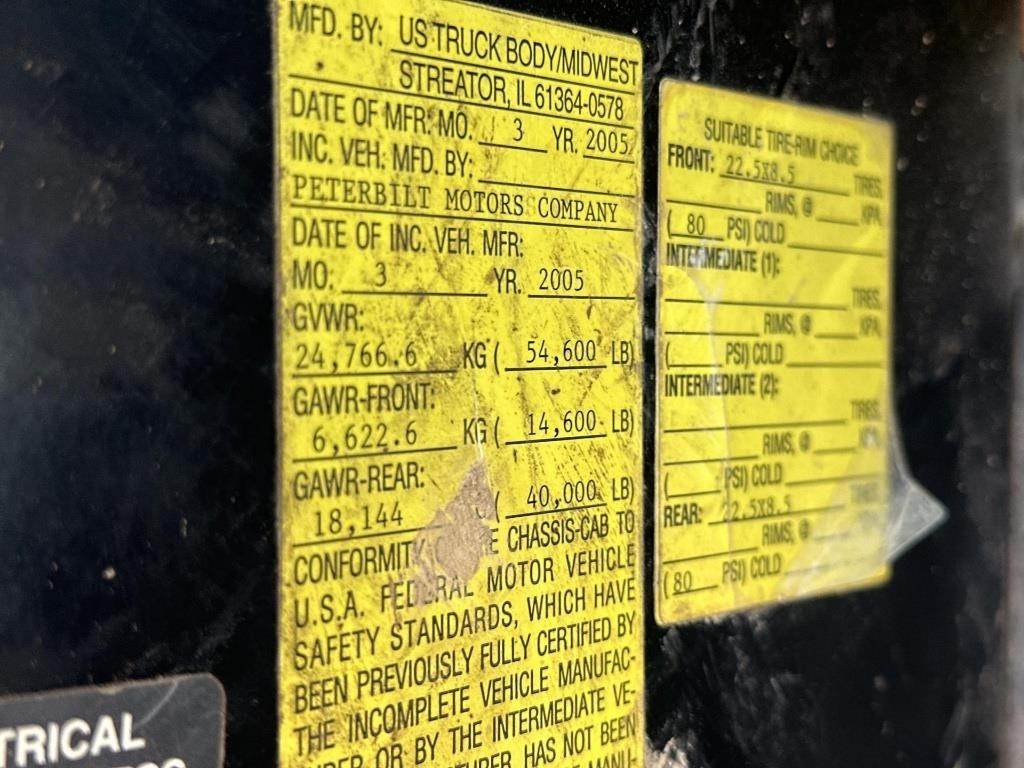 MFD. BY: US TRUCK BODY/MIDWEST
STREATOR, IL 61364-0578
DATE OF MFR: MO. 3 YR. 2005
INC. VEH. MFD. BY:
PETERBILT MOTORS COMPANY
DATE OF INC. VEH. MFR:
MO. 3 YR. 2005
GVWR:
24,766.6 KG ( 54,600 LB)
GAWR-FRONT:
6,622.6 KG ( 14,600 LB)
GAWR-REAR:
18,144 ( 40,000 LB)
CONFORMITY E CHASSIS-CAB TO
U.S.A. FEDERAL MOTOR VEHICLE
SAFETY STANDARDS, WHICH HAVE
BEEN PREVIOUSLY FULLY CERTIFIED BY
THE INCOMPLETE VEHICLE MANUFAC-
OR BY THE INTERMEDIATE VE-
HAS NOT BEEN
MANU-
SUITABLE TIRE-RIM CHOICE
FRONT: 22.5X8.5 TIRES
RIMS, @ KPA
( 80 PSI) COLD
INTERMEDIATE (1):
TIRES
RIMS, @ KPA
( PSI) COLD
INTERMEDIATE (2):
TIRES
RIMS, @ KPA
( PSI) COLD
REAR: 22.5X8.5 TIRES
RIMS, @
( 80 PSI) COLD
TRICAL